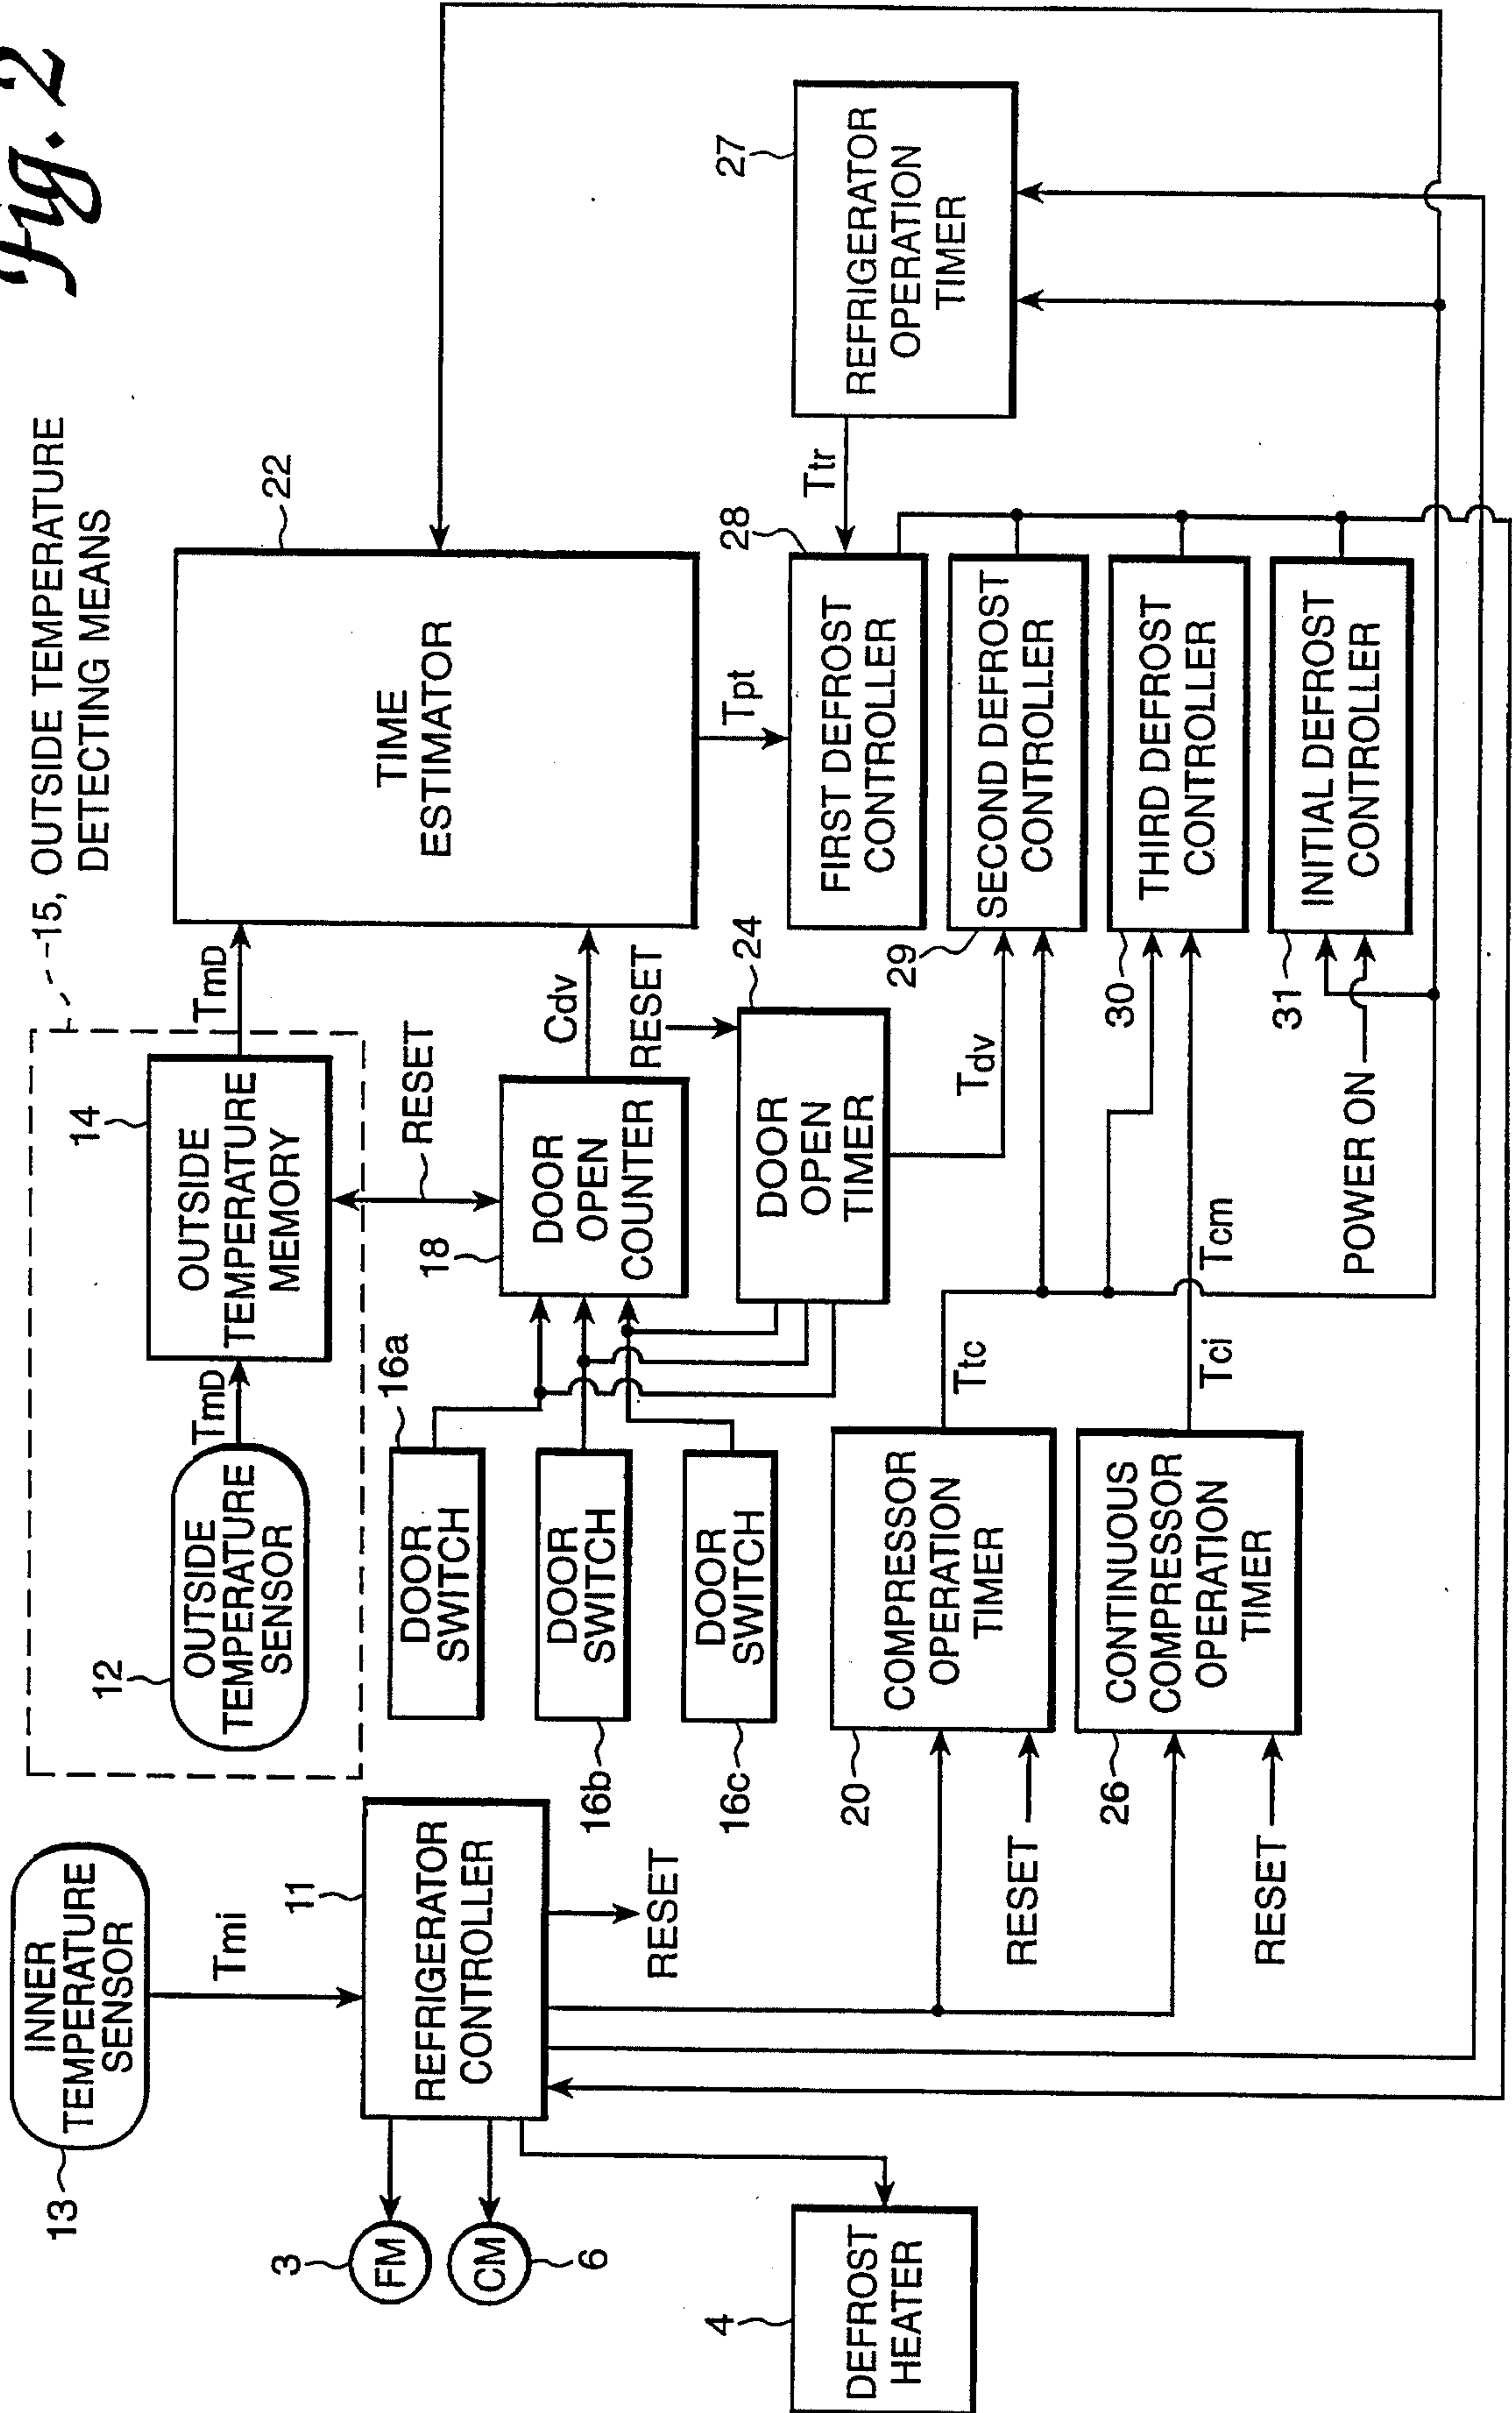 Fig. 2
15, OUTSIDE TEMPERATURE
DETECTING MEANS
INNER
TEMPERATURE
SENSOR
13
Tmi
12
OUTSIDE
TEMPERATURE
SENSOR
TmD
14
OUTSIDE
TEMPERATURE
MEMORY
TmD
22
TIME
ESTIMATOR
11
REFRIGERATOR
CONTROLLER
RESET
3
FM
CM
6
4
DEFROST
HEATER
16a
DOOR
SWITCH
DOOR
SWITCH
16b
DOOR
SWITCH
16c
RESET
18
DOOR
OPEN
COUNTER
Cdv
RESET
24
DOOR
OPEN
TIMER
Tdv
Tpt
20
COMPRESSOR
OPERATION
TIMER
RESET
Ttc
26
CONTINUOUS
COMPRESSOR
OPERATION
TIMER
RESET
Tci
Tcm
POWER ON
28
FIRST DEFROST
CONTROLLER
29
SECOND DEFROST
CONTROLLER
30
THIRD DEFROST
CONTROLLER
31
INITIAL DEFROST
CONTROLLER
Ttr
27
REFRIGERATOR
OPERATION
TIMER